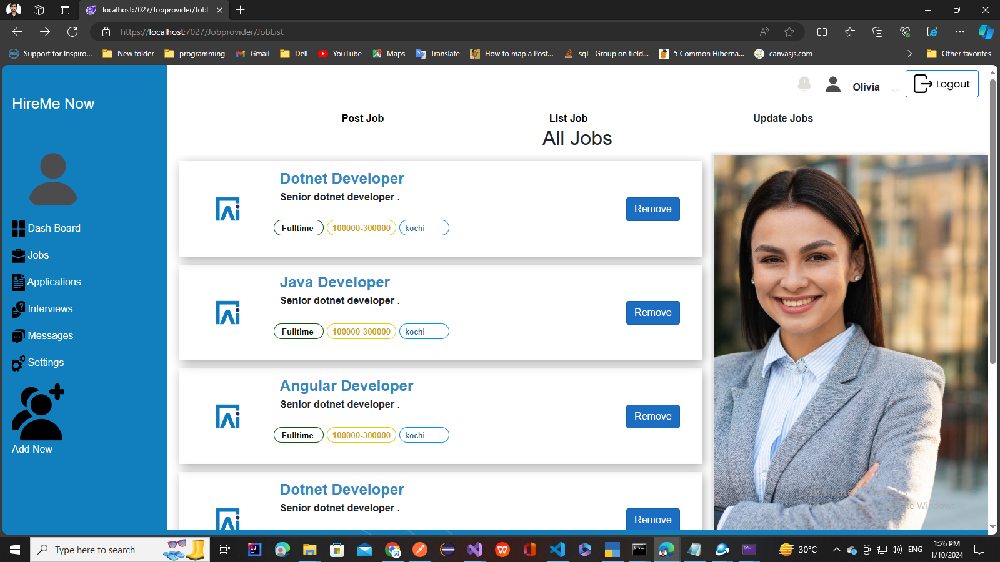 localhost:7027/Jobprovider/JobL
https://localhost:7027/Jobprovider/JobList
Support for Inspiro... New folder programming Gmail Dell YouTube Maps Translate How to map a Post... sql - Group on field... 5 Common Hiberna... canvasjs.com Other favorites
HireMe Now
Olivia
Logout
Post Job List Job Update Jobs
All Jobs
Dash Board
Jobs
Applications
Interviews
Messages
Settings
Add New
Dotnet Developer
Senior dotnet developer .
Fulltime 100000-300000 kochi
Remove
Java Developer
Senior dotnet developer .
Fulltime 100000-300000 kochi
Remove
Angular Developer
Senior dotnet developer .
Fulltime 100000-300000 kochi
Remove
Dotnet Developer
Senior dotnet developer .
Remove
Windows.
Type here to search
30°C
ENG
1:26 PM
1/10/2024